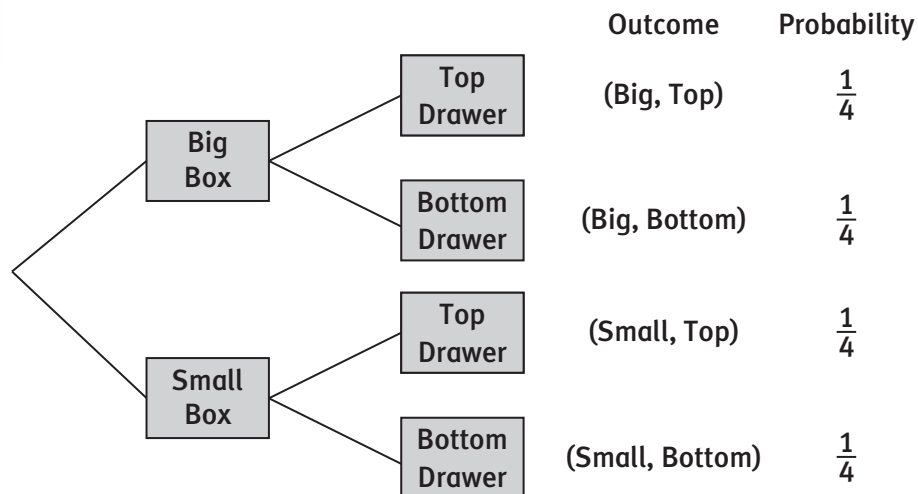 Outcome Probability
Top
Drawer
(Big, Top)
1
4
Big
Box
Bottom
Drawer
(Big, Bottom)
1
4
Top
Drawer
(Small, Top)
1
4
Small
Box
Bottom
Drawer
(Small, Bottom)
1
4